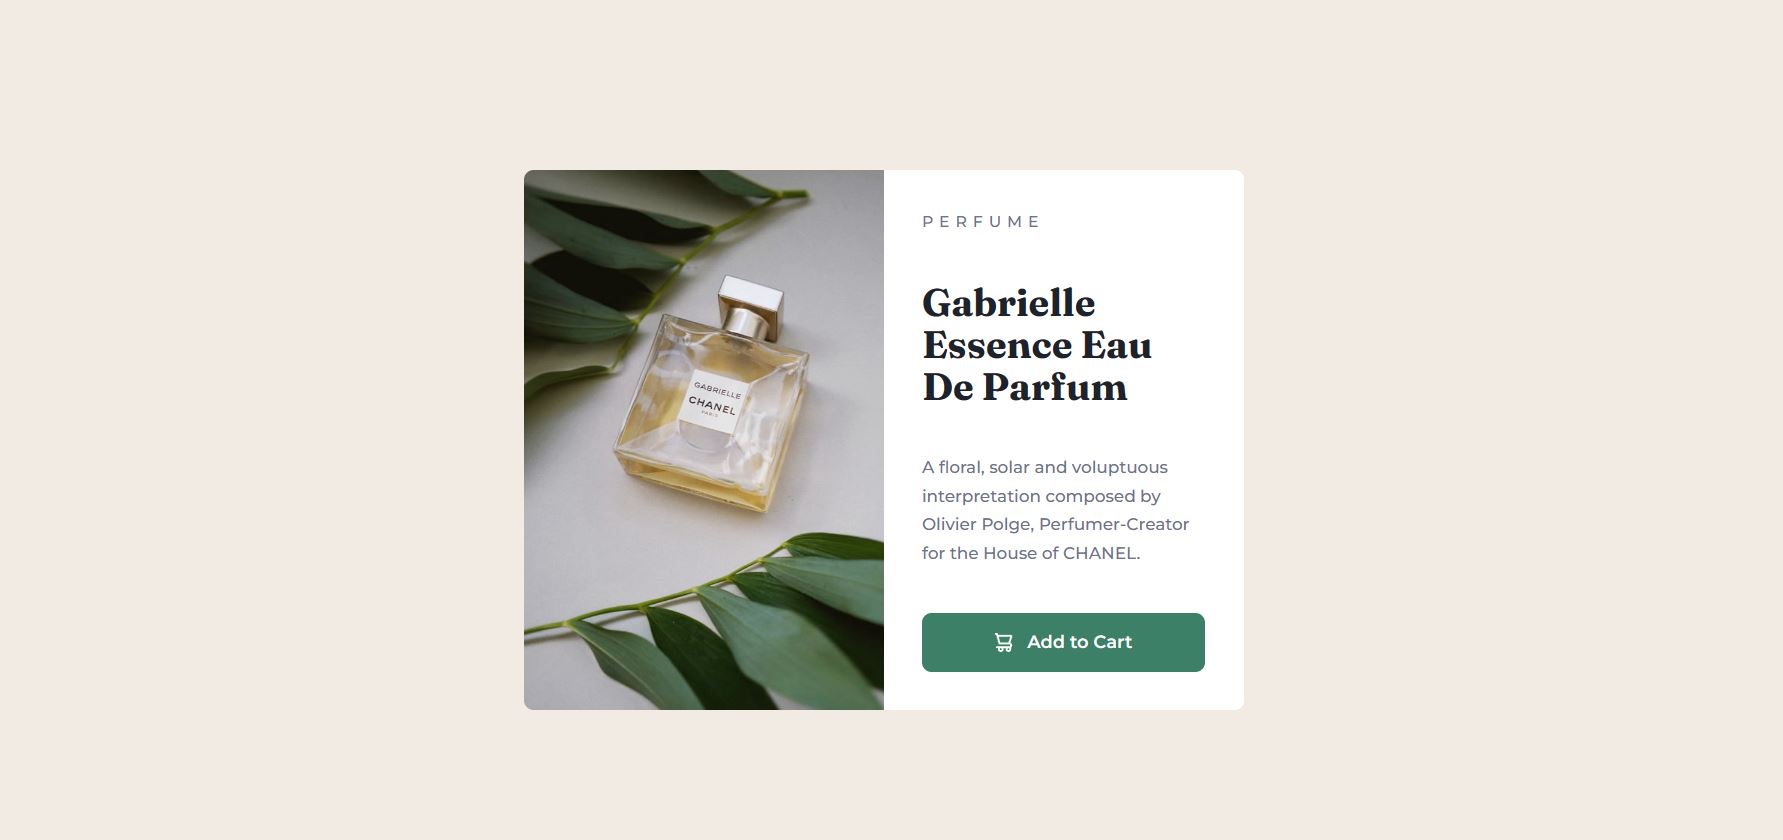 GABRIELLE
CHANEL
PARIS
PERFUME
Gabrielle
Essence Eau
De Parfum
A floral, solar and voluptuous
interpretation composed by
Olivier Polge, Perfumer-Creator
for the House of CHANEL.
Add to Cart